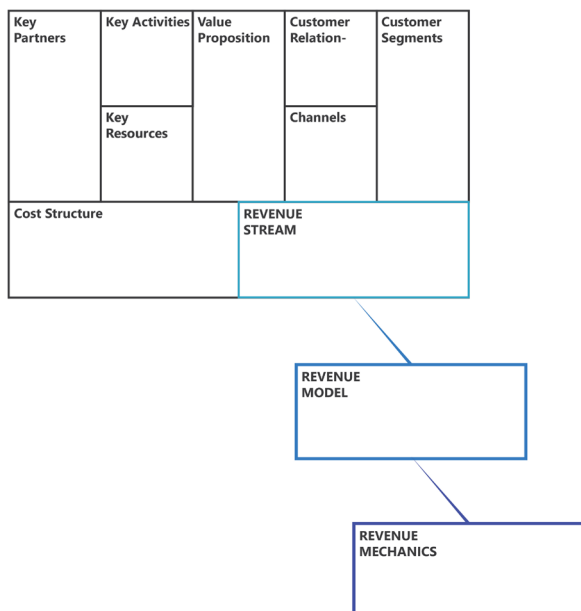 Key
Partners
Key Activities
Value
Proposition
Customer
Relation-
Customer
Segments
Key
Resources
Channels
Cost Structure
REVENUE
STREAM
REVENUE
MODEL
REVENUE
MECHANICS